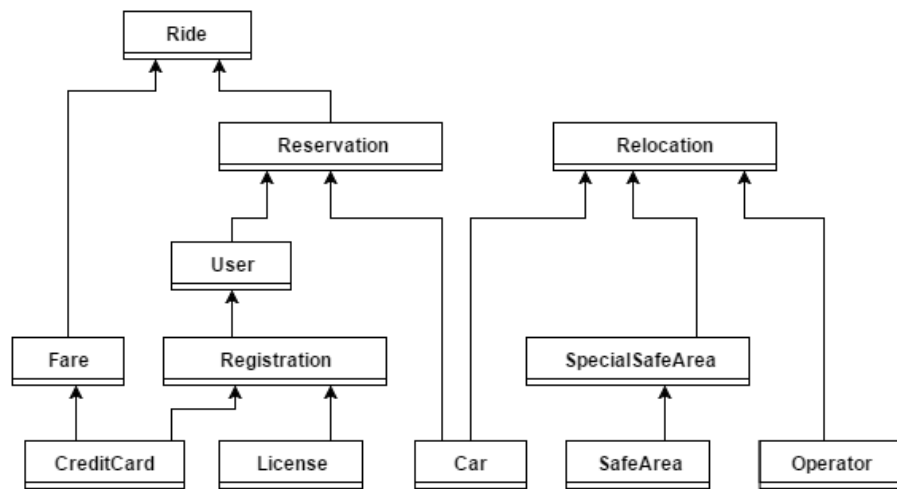 Ride
Reservation
Relocation
User
Fare
Registration
SpecialSafeArea
CreditCard
License
Car
SafeArea
Operator